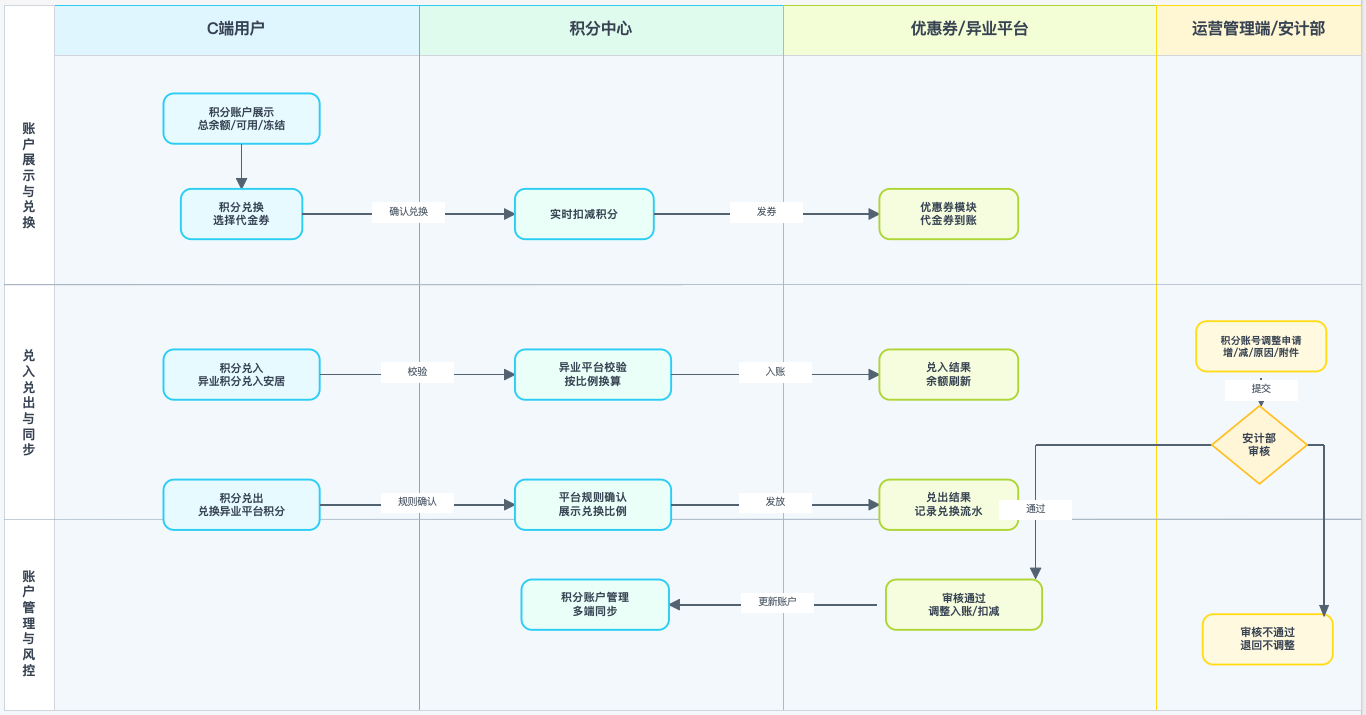 C端用户
积分中心
优惠券/异业平台
运营管理端/安计部
账户展示与兑换
积分账户展示
总余额/可用/冻结
积分兑换
选择代金券
确认兑换
实时扣减积分
发券
优惠券模块
代金券到账
兑入兑出与同步
积分兑入
异业积分兑入安居
校验
异业平台校验
按比例换算
入账
兑入结果
余额刷新
积分账号调整申请
增/减/原因/附件
提交
安计部
审核
积分兑出
兑换异业平台积分
规则确认
平台规则确认
展示兑换比例
发放
兑出结果
记录兑换流水
通过
账户管理与风控
积分账户管理
多端同步
更新账户
审核通过
调整入账/扣减
审核不通过
退回不调整